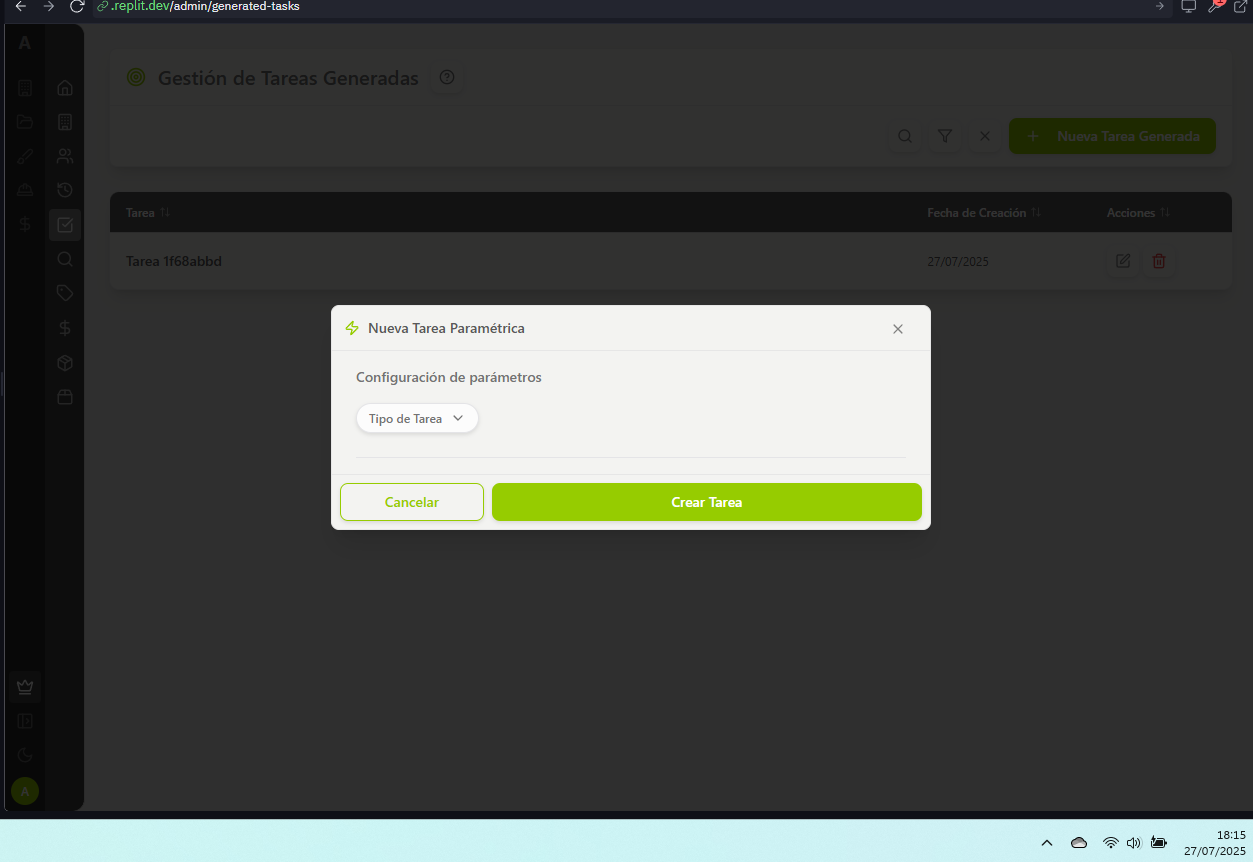 .replit.dev/admin/generated-tasks
A
Gestión de Tareas Generadas
Nueva Tarea Generada
Tarea
Fecha de Creación
Acciones
Tarea 1f68abbd
27/07/2025
Nueva Tarea Paramétrica
Configuración de parámetros
Tipo de Tarea
Cancelar
Crear Tarea
A
18:15
27/07/2025